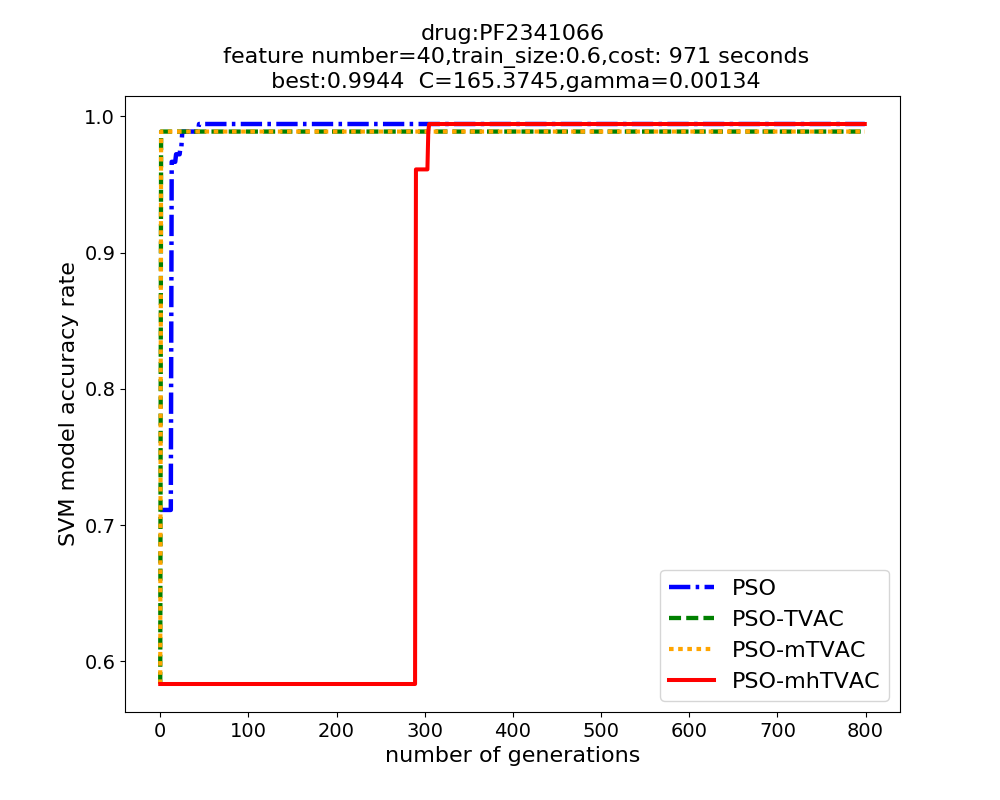 drug:PF2341066
feature number=40,train_size:0.6,cost: 971 seconds
best:0.9944  C=165.3745,gamma=0.00134
1.0
0.9
0.8
0.7
0.6
SVM model accuracy rate
PSO
PSO-TVAC
PSO-mTVAC
PSO-mhTVAC
0 100 200 300 400 500 600 700 800
number of generations